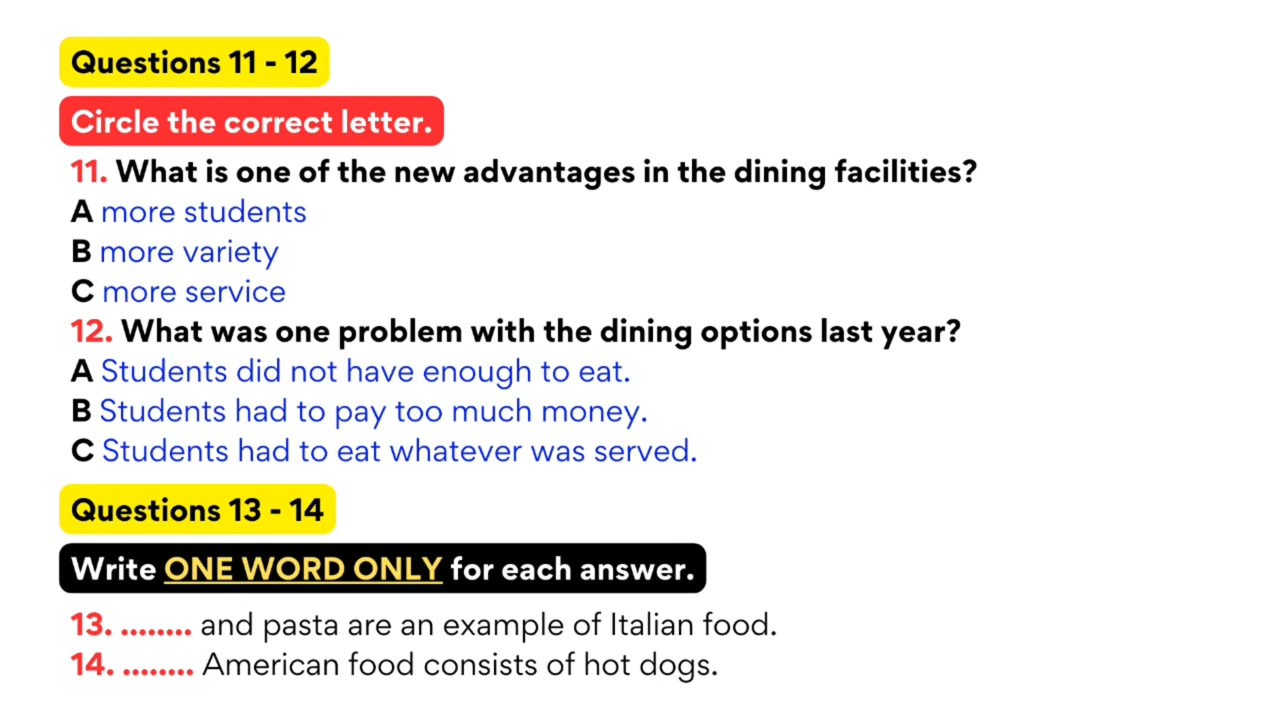 Questions 11 - 12
Circle the correct letter.
11. What is one of the new advantages in the dining facilities?
A more students
B more variety
C more service
12. What was one problem with the dining options last year?
A Students did not have enough to eat.
B Students had to pay too much money.
C Students had to eat whatever was served.
Questions 13 - 14
Write ONE WORD ONLY for each answer.
13. ........ and pasta are an example of Italian food.
14. ........ American food consists of hot dogs.